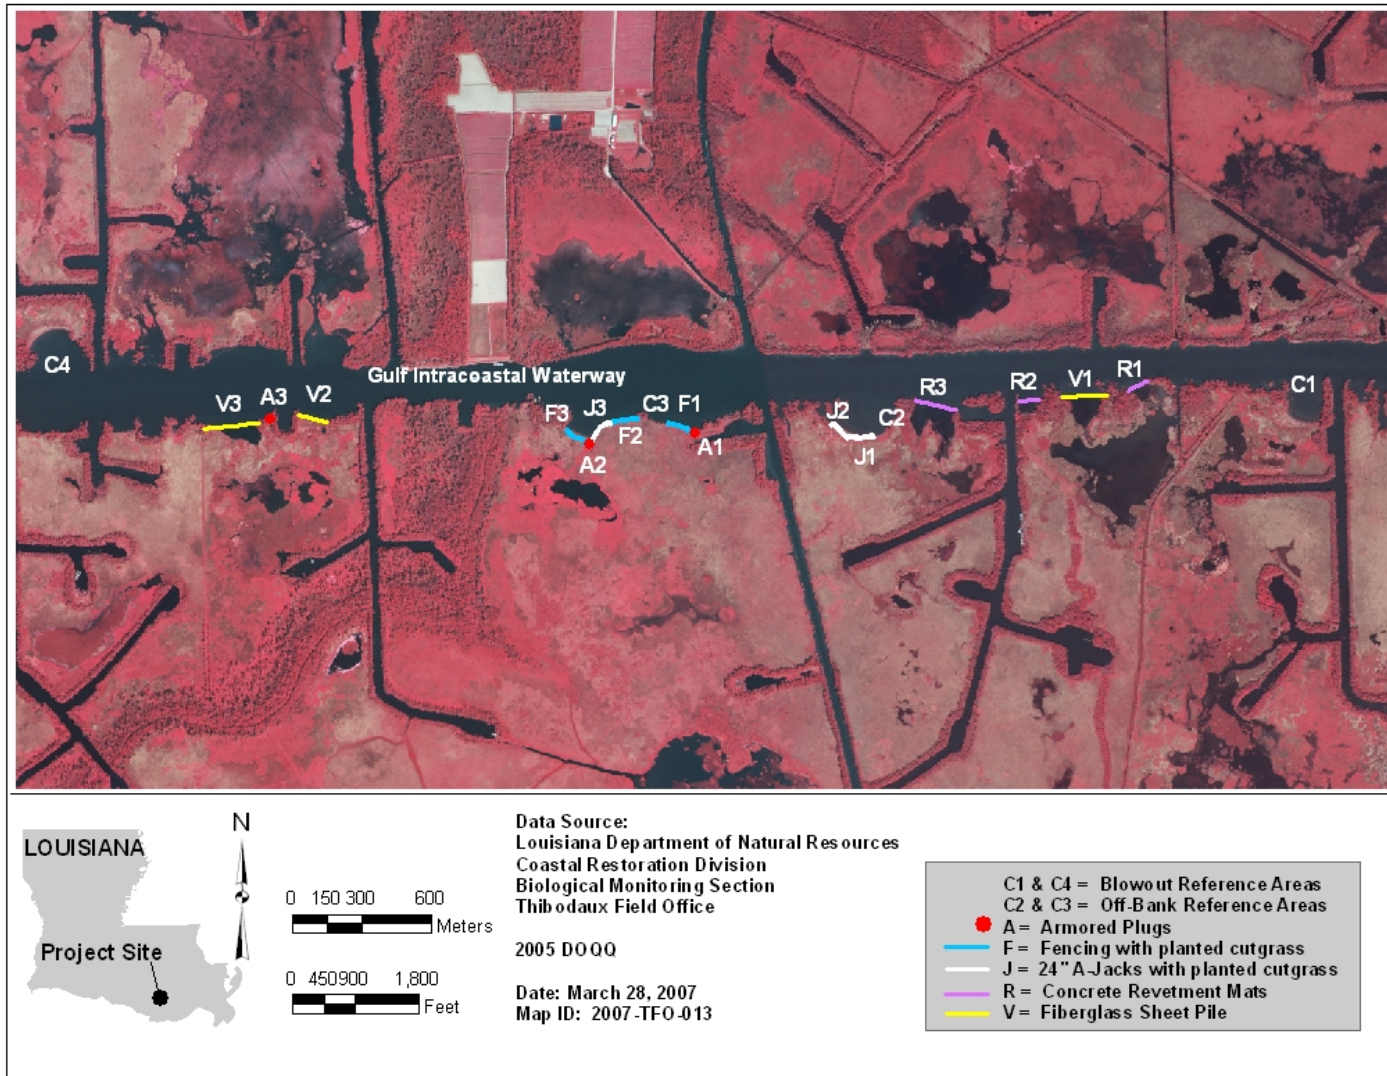 C4
Gulf Intracoastal Waterway
V3
A3
V2
F3
J3
C3
F1
F2
A2
A1
J2
C2
J1
R3
R2
V1
R1
C1
LOUISIANA
Project Site
N
0 150 300 600
Meters
0 450900 1,800
Feet
Data Source:
Louisiana Department of Natural Resources
Coastal Restoration Division
Biological Monitoring Section
Thibodaux Field Office
2005 DOQQ
Date: March 28, 2007
Map ID: 2007-TFO-013
C1 & C4 = Blowout Reference Areas
C2 & C3 = Off-Bank Reference Areas
A = Armored Plugs
F = Fencing with planted cutgrass
J = 24" A-Jacks with planted cutgrass
R = Concrete Revetment Mats
V = Fiberglass Sheet Pile